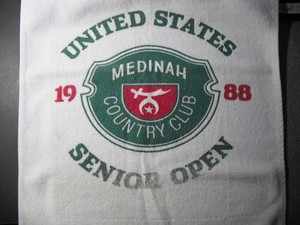 UNITED STATES
MEDINAH
19 88
COUNTRY CLUB
SENIOR OPEN